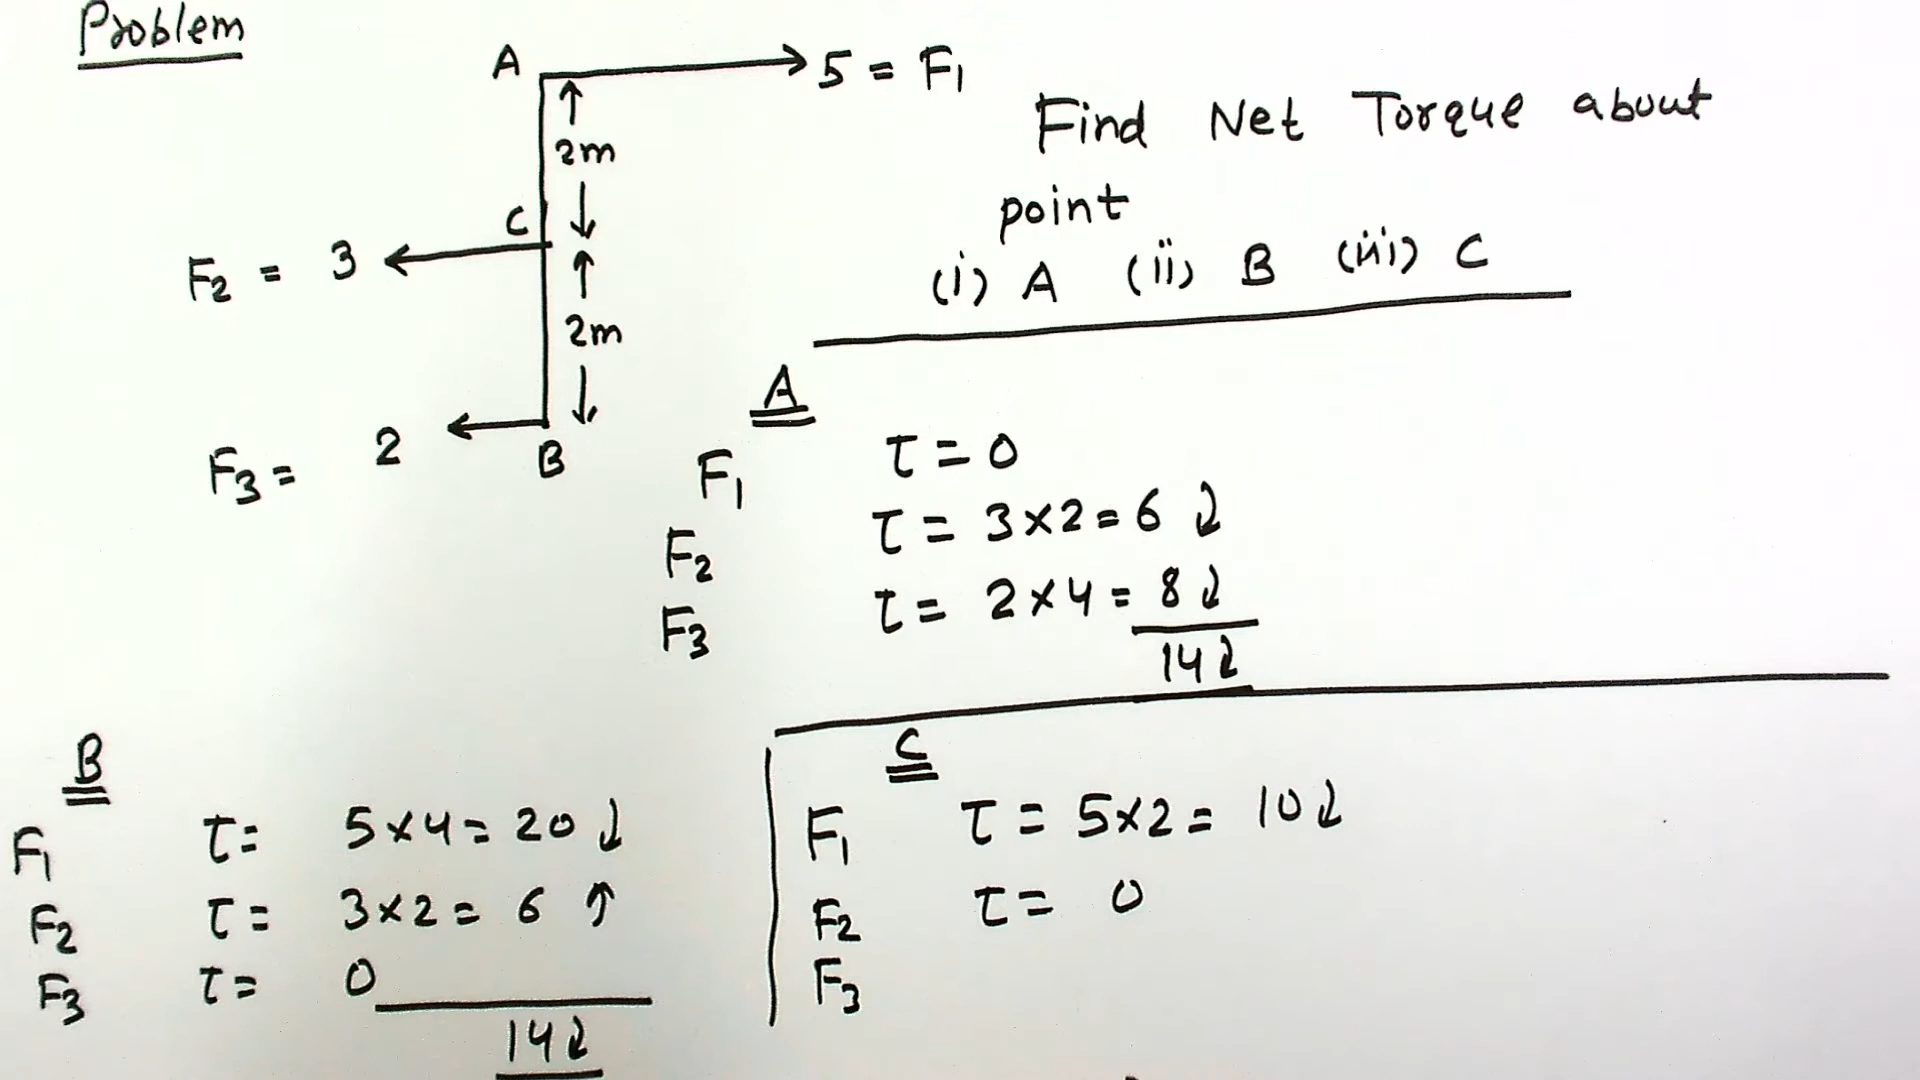 Problem
A
5 = F₁
↑
2m
↓
C
F₂ = 3
↑
2m
↓
F₃ = 2
B
Find Net Torque about
point
(i) A (ii) B (iii) C
A
F₁ τ = 0
F₂ τ = 3×2=6 ↓
F₃ τ = 2×4= 8↓
14↓
B
F₁ τ= 5×4= 20 ↓
F₂ τ= 3×2= 6 ↑
F₃ τ= 0
14↓
C
F₁ τ = 5×2= 10↓
F₂ τ= 0
F₃